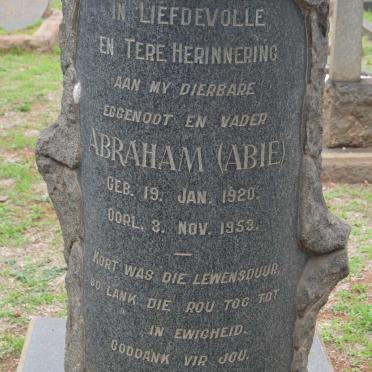 IN LIEFDEVOLLE
EN TERE HERINNERING
AAN MY DIERBARE
EGGENOOT EN VADER
ABRAHAM (ABIE)
GEB. 19. JAN. 1920.
OORL. 3. NOV. 1953.
KORT WAS DIE LEWENSDUUR,
SO LANK DIE ROU TOG TOT
IN EWIGHEID.
GODDANK VIR JOU.